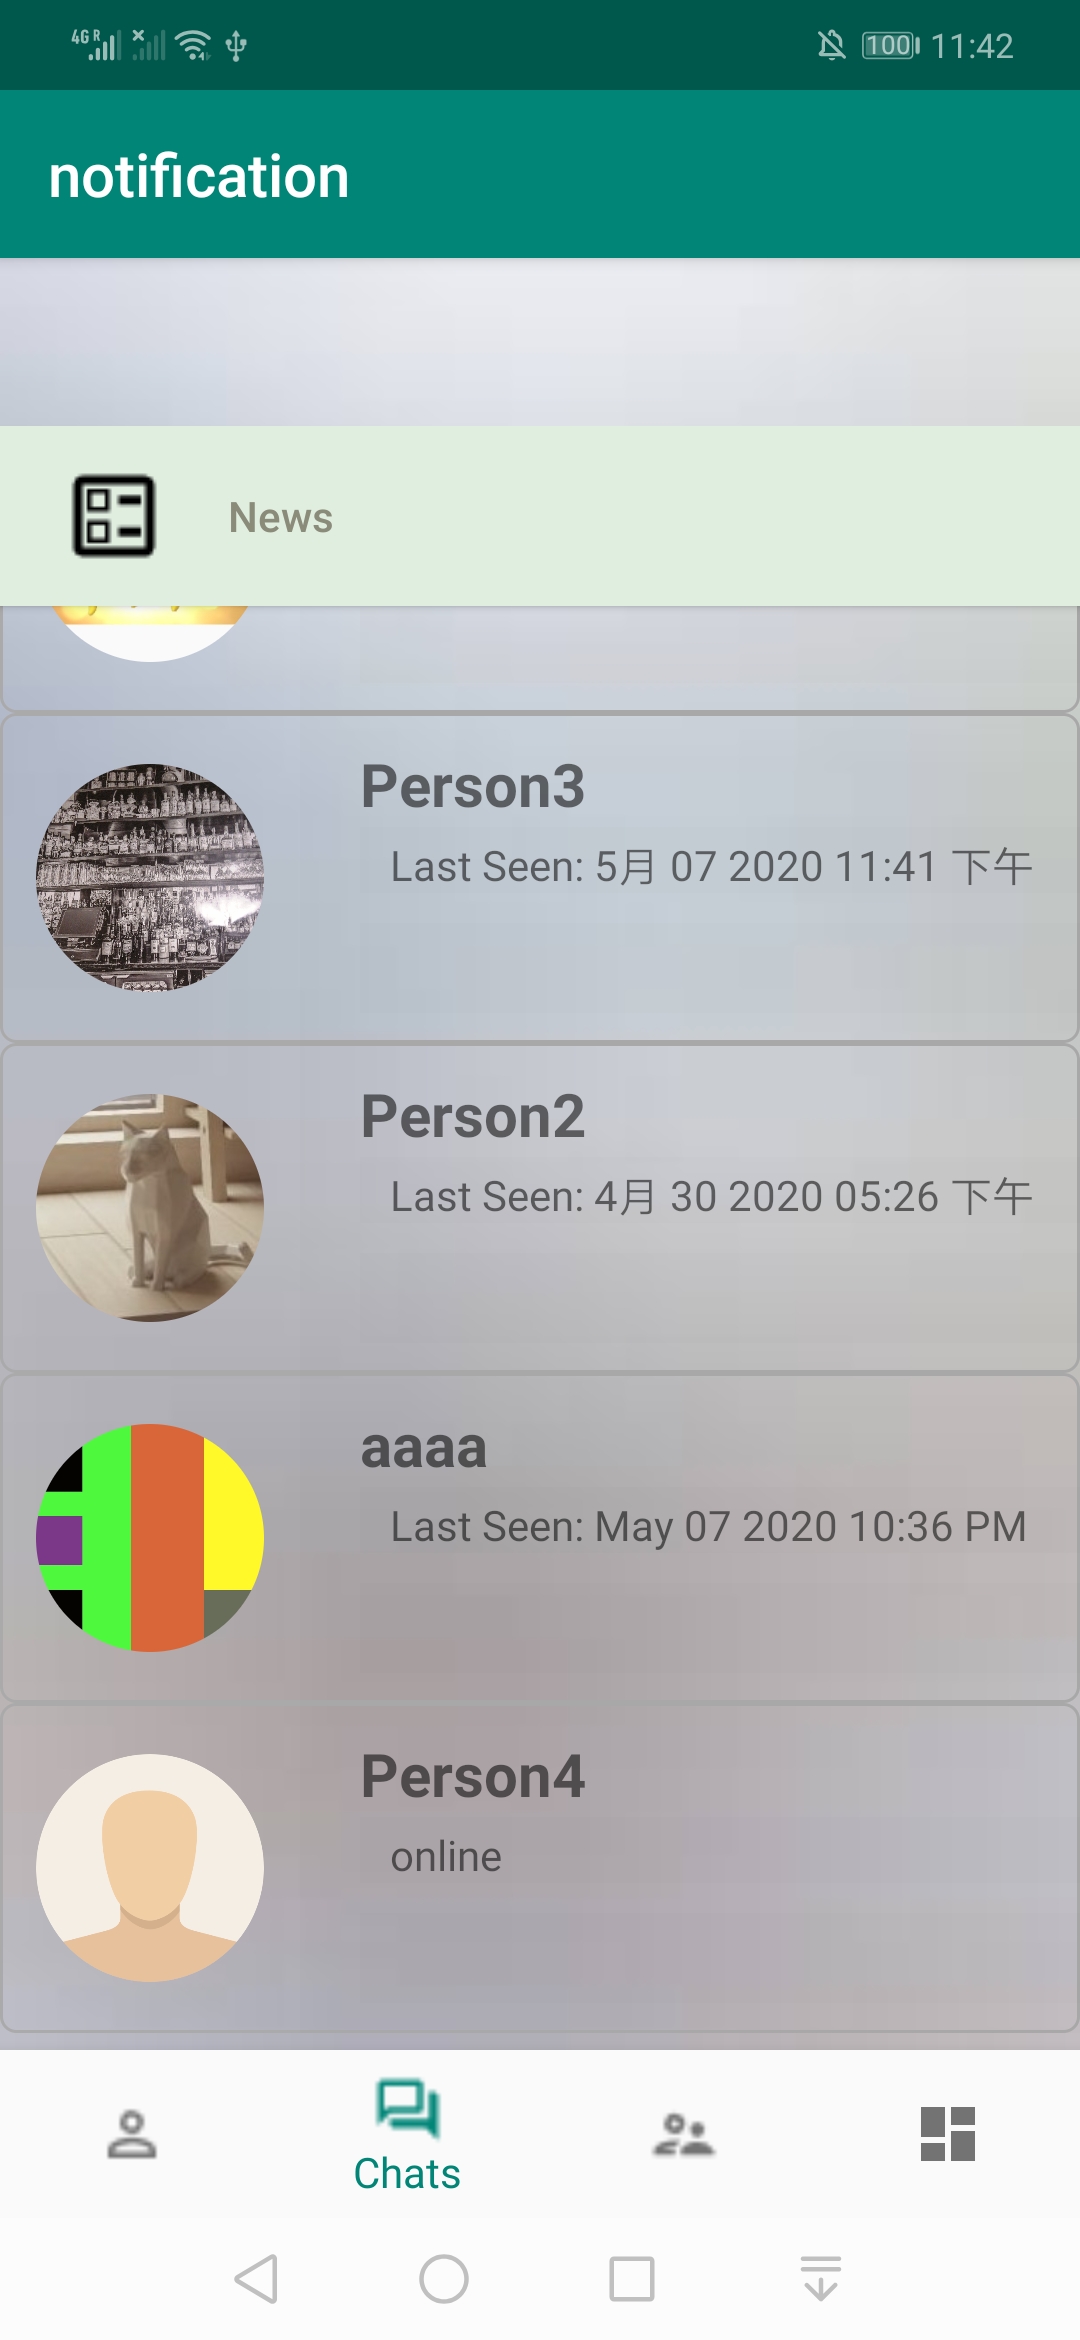 4G R 100 11:42
notification
News
Person3
Last Seen: 5月 07 2020 11:41 下午
Person2
Last Seen: 4月 30 2020 05:26 下午
aaaa
Last Seen: May 07 2020 10:36 PM
Person4
online
Chats